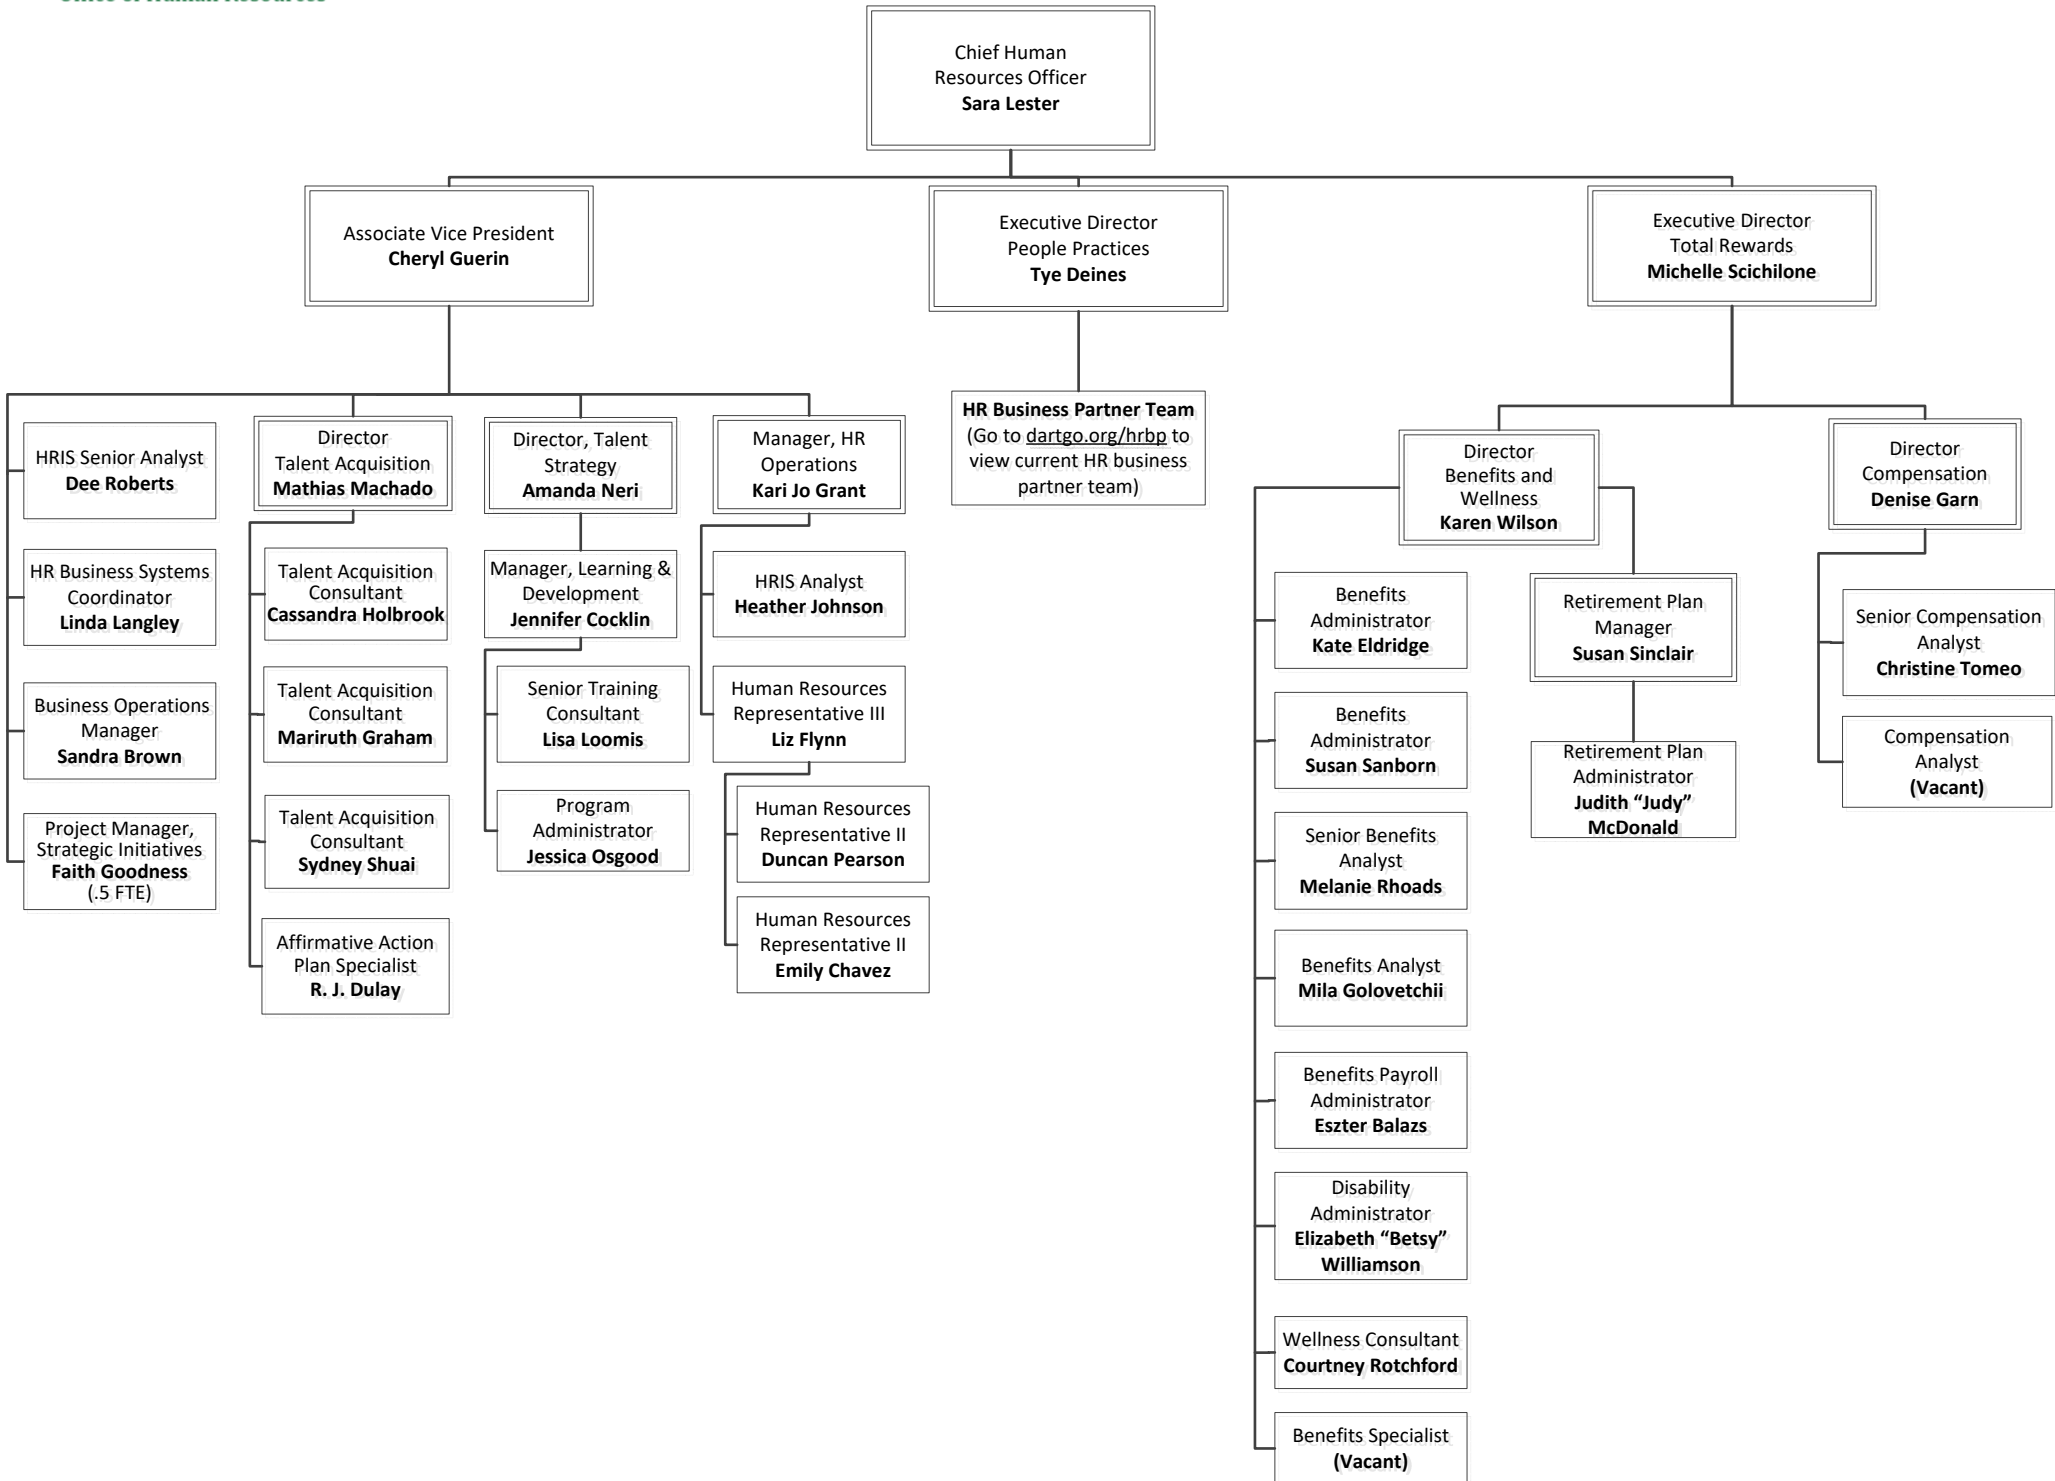 Office of Human Resources
Chief Human
Resources Officer
Sara Lester
Associate Vice President
Cheryl Guerin
Executive Director
People Practices
Tye Deines
Executive Director
Total Rewards
Michelle Scichilone
HRIS Senior Analyst
Dee Roberts
HR Business Systems
Coordinator
Linda Langley
Business Operations
Manager
Sandra Brown
Project Manager,
Strategic Initiatives
Faith Goodness
(.5 FTE)
Director
Talent Acquisition
Mathias Machado
Talent Acquisition
Consultant
Cassandra Holbrook
Talent Acquisition
Consultant
Mariruth Graham
Talent Acquisition
Consultant
Sydney Shuai
Affirmative Action
Plan Specialist
R. J. Dulay
Director, Talent
Strategy
Amanda Neri
Manager, Learning &
Development
Jennifer Cocklin
Senior Training
Consultant
Lisa Loomis
Program
Administrator
Jessica Osgood
Manager, HR
Operations
Kari Jo Grant
HRIS Analyst
Heather Johnson
Human Resources
Representative III
Liz Flynn
Human Resources
Representative II
Duncan Pearson
Human Resources
Representative II
Emily Chavez
HR Business Partner Team
(Go to dartgo.org/hrbp to
view current HR business
partner team)
Director
Benefits and
Wellness
Karen Wilson
Benefits
Administrator
Kate Eldridge
Benefits
Administrator
Susan Sanborn
Senior Benefits
Analyst
Melanie Rhoads
Benefits Analyst
Mila Golovetchii
Benefits Payroll
Administrator
Eszter Balazs
Disability
Administrator
Elizabeth “Betsy”
Williamson
Wellness Consultant
Courtney Rotchford
Benefits Specialist
(Vacant)
Retirement Plan
Manager
Susan Sinclair
Retirement Plan
Administrator
Judith “Judy”
McDonald
Director
Compensation
Denise Garn
Senior Compensation
Analyst
Christine Tomeo
Compensation
Analyst
(Vacant)